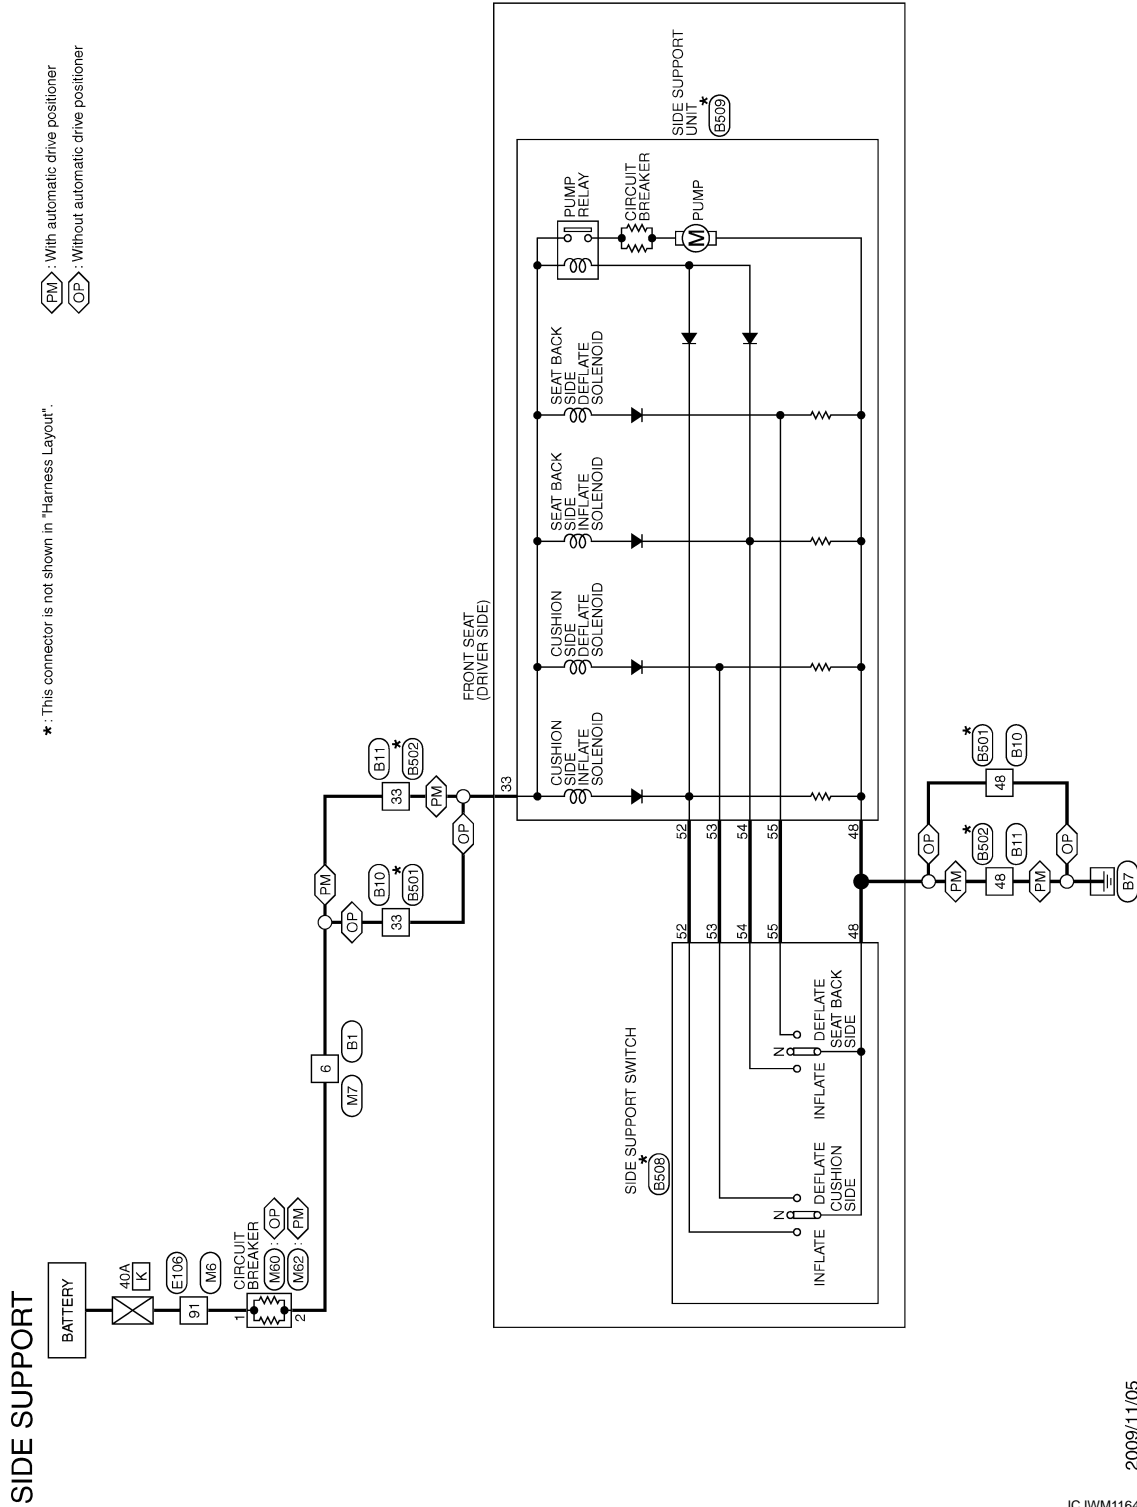 SIDE SUPPORT
PM : With automatic drive positioner
OP : Without automatic drive positioner
* : This connector is not shown in "Harness Layout".
BATTERY
40A
K
91
E106
M6
CIRCUIT
BREAKER
1
2
M60 : OP
M62 : PM
6
M7
B1
PM
OP
33
B10
B501
*
33
B11
B502
*
PM
OP
33
FRONT SEAT
(DRIVER SIDE)
SIDE SUPPORT
UNIT
*
B509
CUSHION
SIDE
INFLATE
SOLENOID
CUSHION
SIDE
DEFLATE
SOLENOID
SEAT BACK
SIDE
INFLATE
SOLENOID
SEAT BACK
SIDE
DEFLATE
SOLENOID
PUMP
RELAY
CIRCUIT
BREAKER
M
PUMP
52
53
54
55
48
52
53
54
55
48
SIDE SUPPORT SWITCH
*
B508
INFLATE
N
DEFLATE
CUSHION
SIDE
INFLATE
N
DEFLATE
SEAT BACK
SIDE
OP
PM
48
B502
*
B11
48
B501
*
B10
PM
OP
B7
2009/11/05